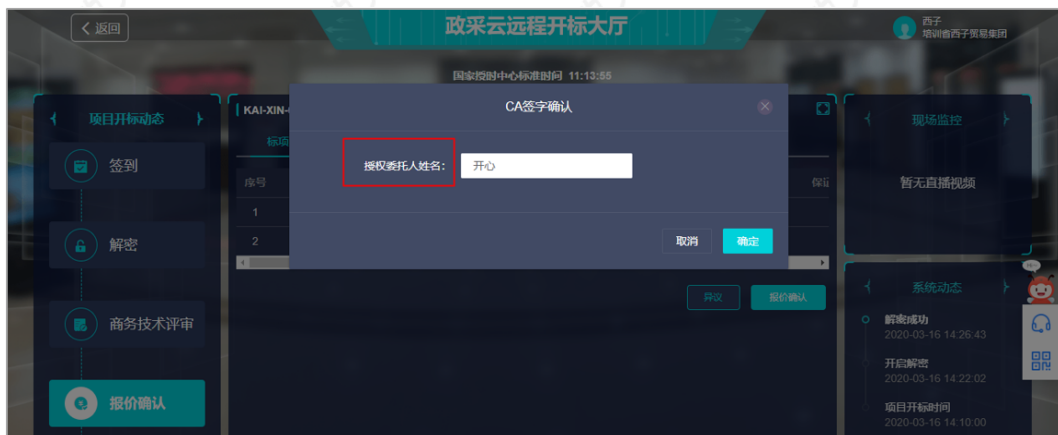 返回
政采云远程开标大厅
西子
培训省西子贸易集团
国家授时中心标准时间 11:13:55
项目开标动态
签到
解密
商务技术评审
报价确认
KAI-XIN-
标项
序号
保证
1
2
CA签字确认
授权委托人姓名:
开心
取消
确定
异议
报价确认
现场监控
暂无直播视频
系统动态
解密成功
2020-03-16 14:26:43
开启解密
2020-03-16 14:22:02
项目开标时间
2020-03-16 14:10:00